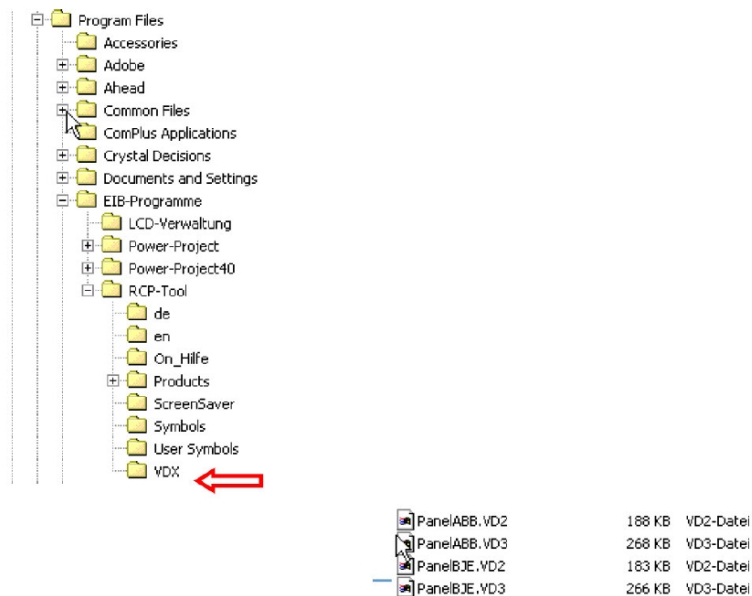 Program Files
Accessories
Adobe
Ahead
Common Files
ComPlus Applications
Crystal Decisions
Documents and Settings
EIB-Programme
LCD-Verwaltung
Power-Project
Power-Project40
RCP-Tool
de
en
On_Hilfe
Products
ScreenSaver
Symbols
User Symbols
VDX
PanelABB.VD2 188 KB VD2-Datei
PanelABB.VD3 268 KB VD3-Datei
PanelBJE.VD2 183 KB VD2-Datei
PanelBJE.VD3 266 KB VD3-Datei